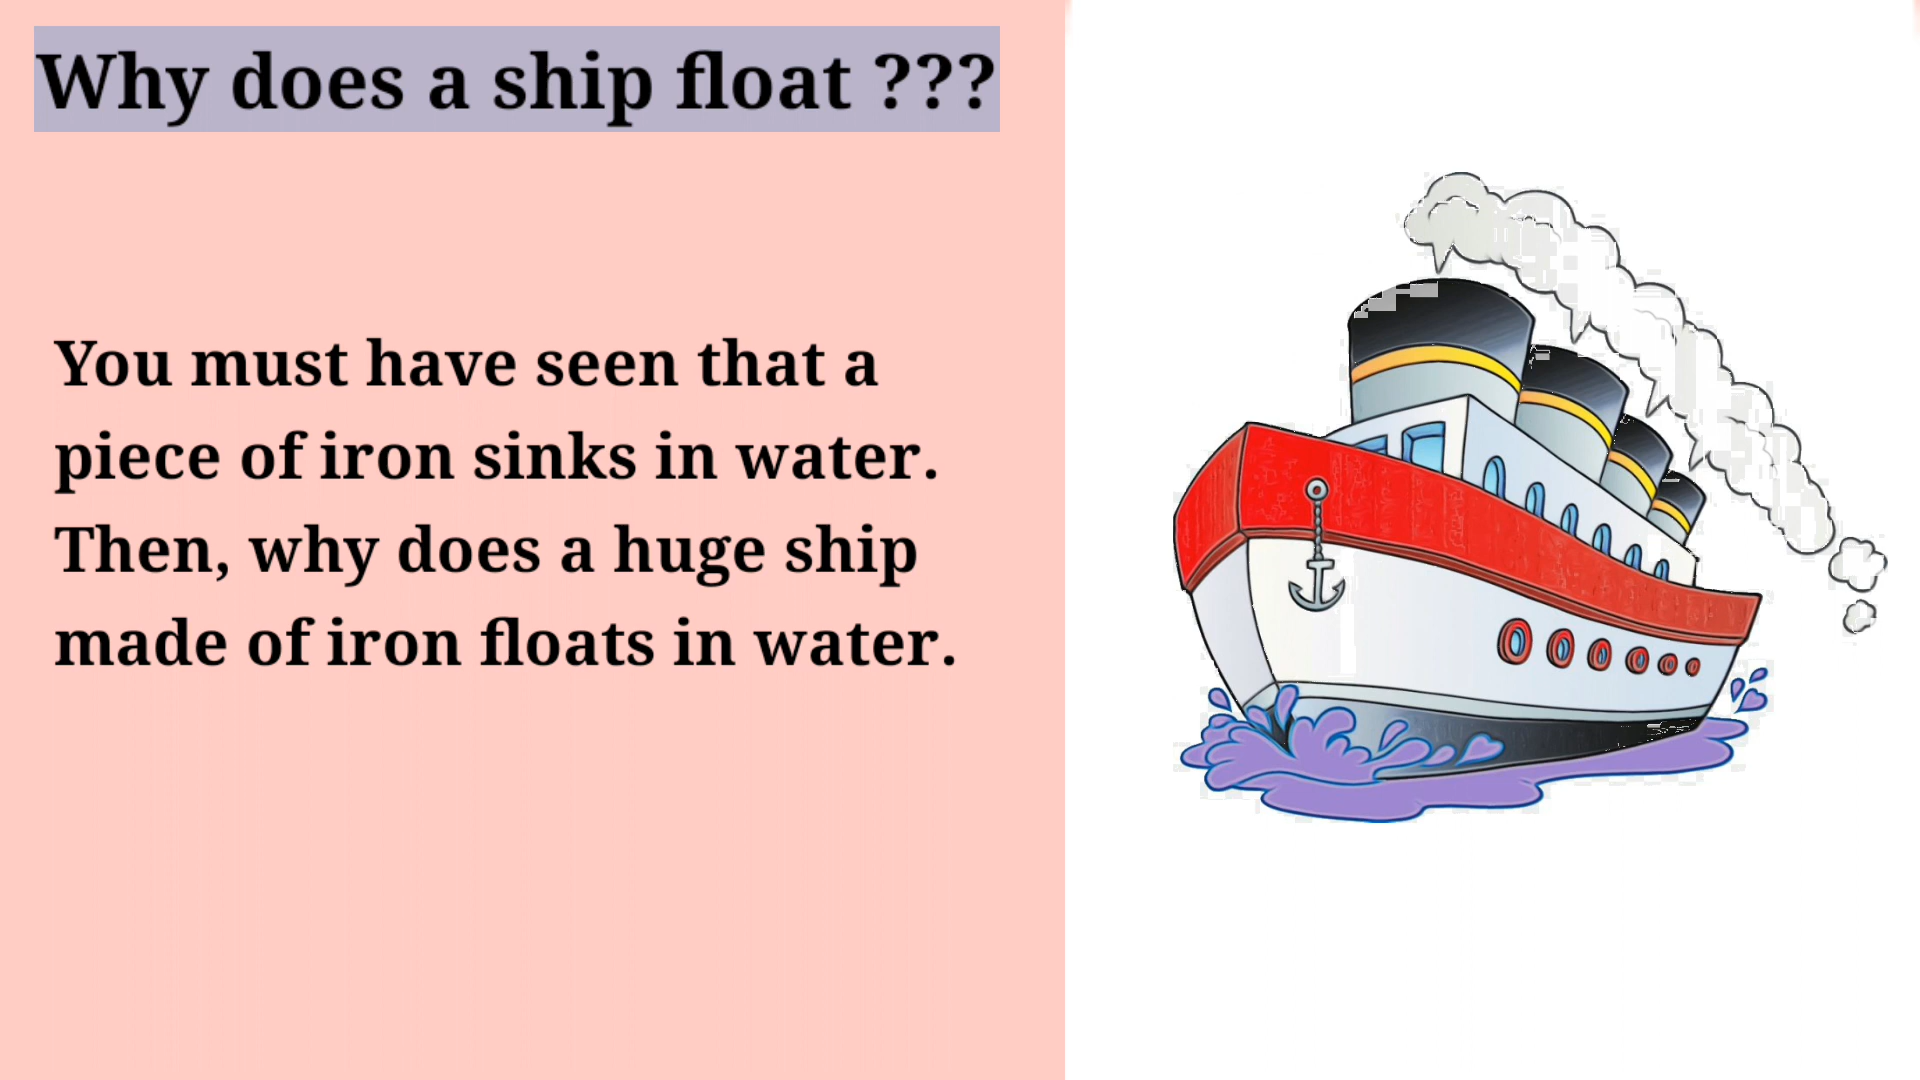 Why does a ship float ???
You must have seen that a
piece of iron sinks in water.
Then, why does a huge ship
made of iron floats in water.